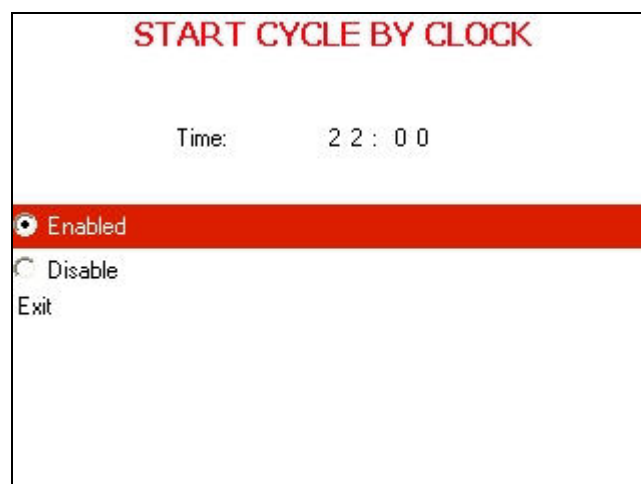 START CYCLE BY CLOCK
Time: 22:00
Enabled
Disable
Exit